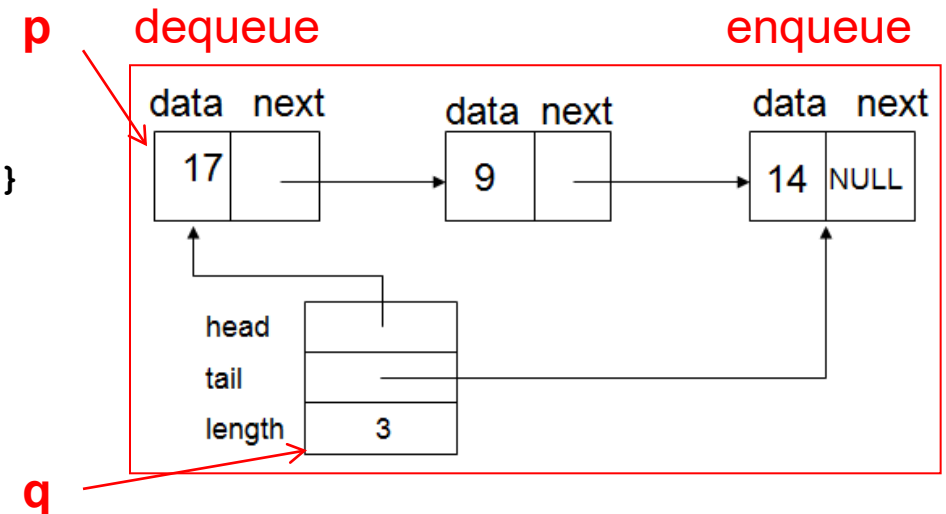 p dequeue enqueue
data next data next data next
} 17 9 14 NULL
head
tail
length 3
q